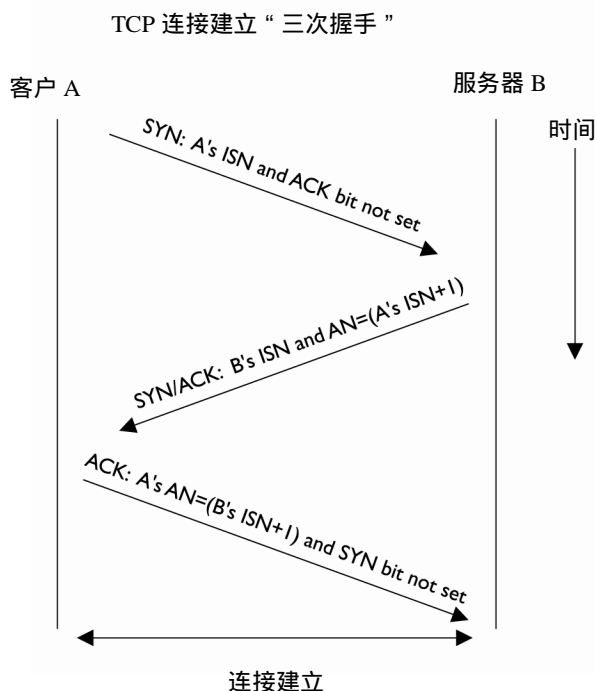 TCP 连接建立“三次握手”
客户 A
服务器 B
时间
SYN: A's ISN and ACK bit not set
SYN/ACK: B's ISN and AN=(A's ISN+1)
ACK: A's AN=(B's ISN+1) and SYN bit not set
连接建立